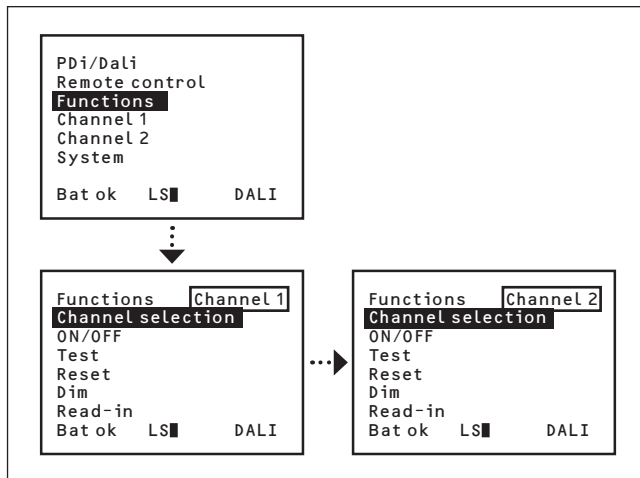 PDi/Dali
Remote control
Functions
Channel 1
Channel 2
System
Bat ok LS DALI
Functions Channel 1
Channel selection
ON/OFF
Test
Reset
Dim
Read-in
Bat ok LS DALI
Functions Channel 2
Channel selection
ON/OFF
Test
Reset
Dim
Read-in
Bat ok LS DALI